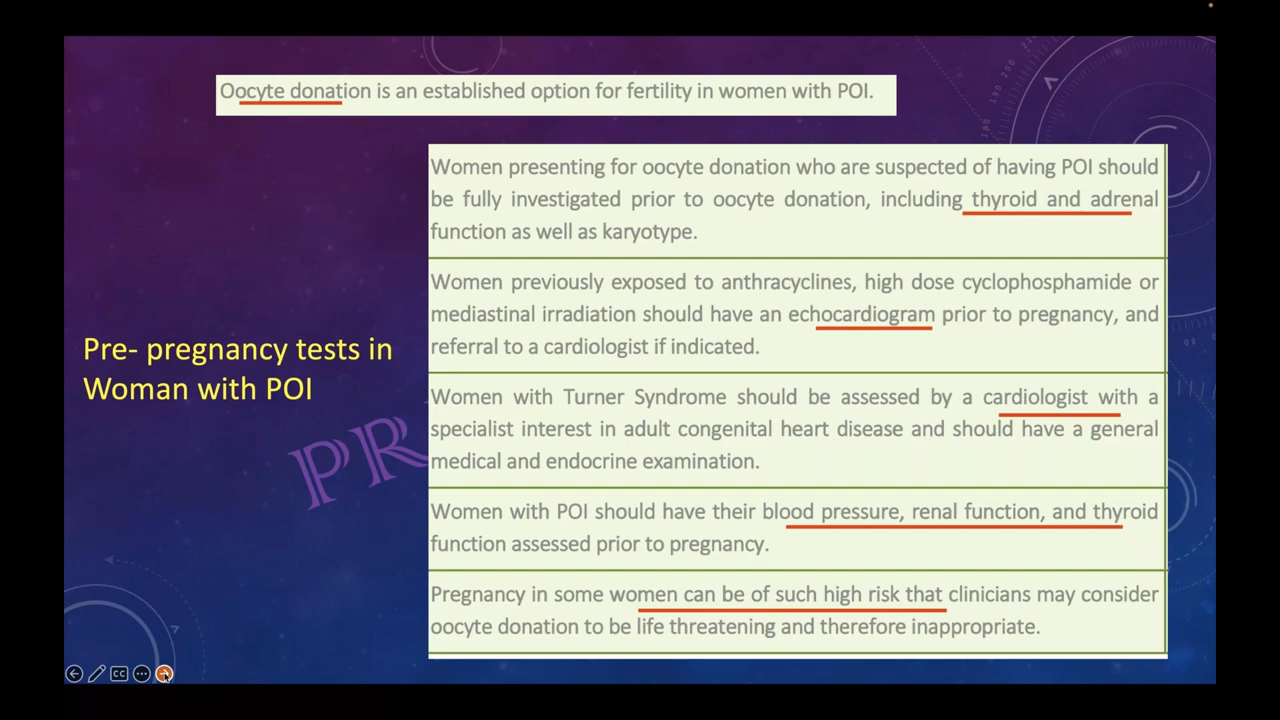 Oocyte donation is an established option for fertility in women with POI.
Women presenting for oocyte donation who are suspected of having POI should
be fully investigated prior to oocyte donation, including thyroid and adrenal
function as well as karyotype.
Women previously exposed to anthracyclines, high dose cyclophosphamide or
mediastinal irradiation should have an echocardiogram prior to pregnancy, and
referral to a cardiologist if indicated.
Pre- pregnancy tests in
Woman with POI
Women with Turner Syndrome should be assessed by a cardiologist with a
specialist interest in adult congenital heart disease and should have a general
medical and endocrine examination.
PR
Women with POI should have their blood pressure, renal function, and thyroid
function assessed prior to pregnancy.
Pregnancy in some women can be of such high risk that clinicians may consider
oocyte donation to be life threatening and therefore inappropriate.
CC